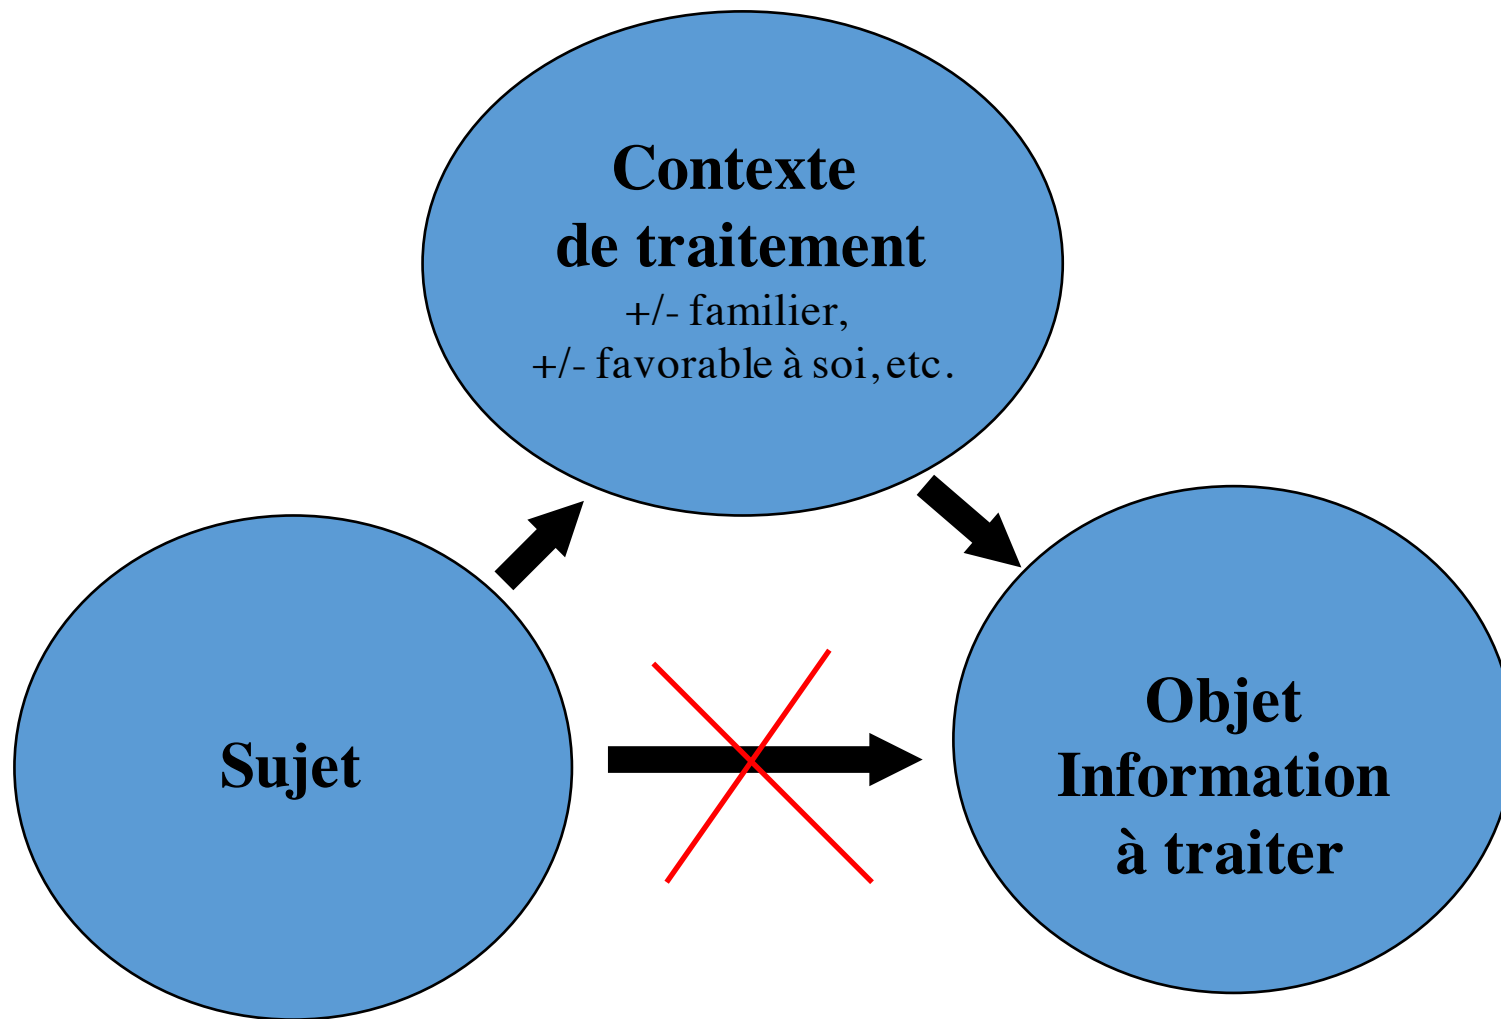 Contexte
de traitement
+/- familier,
+/- favorable à soi, etc.
Sujet
Objet
Information
à traiter